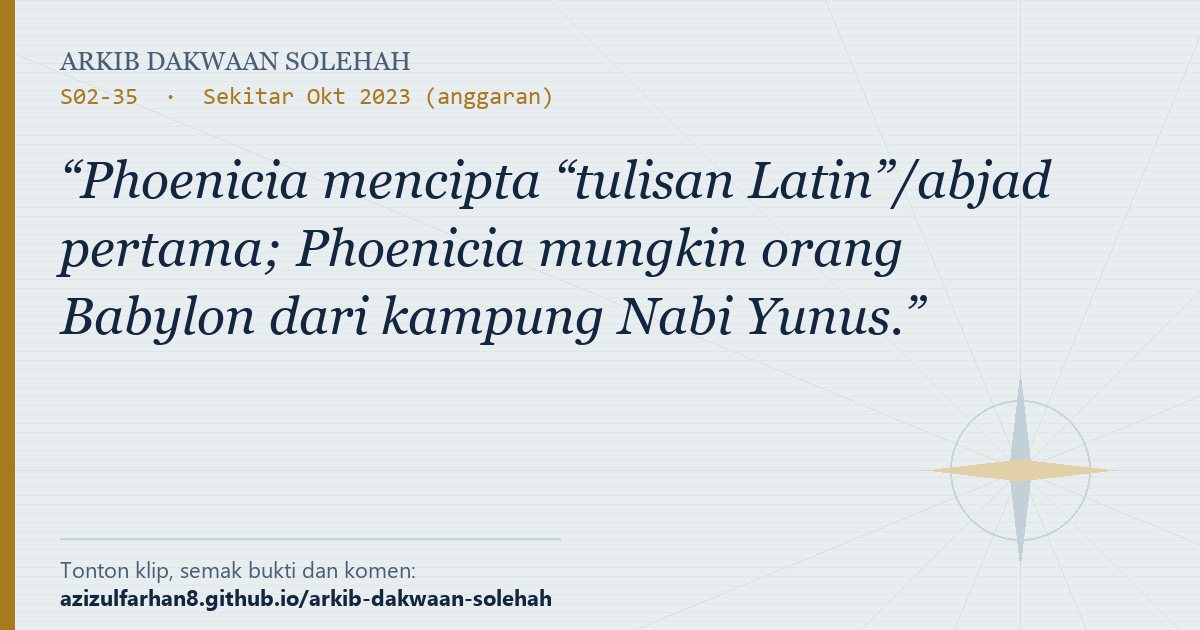 ARKIB DAKWAAN SOLEHAH
S02-35 · Sekitar Okt 2023 (anggaran)
“Phoenicia mencipta “tulisan Latin”/abjad
pertama; Phoenicia mungkin orang
Babylon dari kampung Nabi Yunus.”
Tonton klip, semak bukti dan komen:
azizulfarhan8.github.io/arkib-dakwaan-solehah